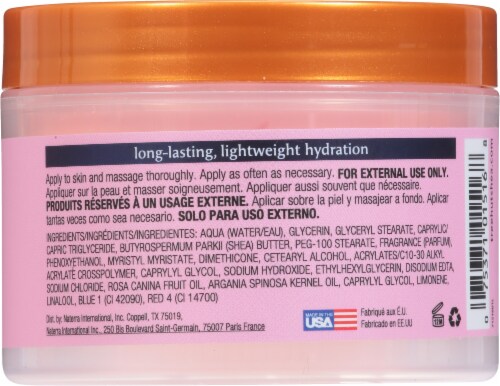 long-lasting, lightweight hydration
Apply to skin and massage thoroughly. Apply as often as necessary. FOR EXTERNAL USE ONLY.
Appliquer sur la peau et masser soigneusement. Appliquer aussi souvent que nécessaire.
PRODUITS RÉSERVÉS À UN USAGE EXTERNE. Aplicar sobre la piel y masajear a fondo. Aplicar
tantas veces como sea necesario. SOLO PARA USO EXTERNO.
INGREDIENTS/INGRÉDIENTS/INGREDIENTES: AQUA (WATER/EAU), GLYCERIN, GLYCERYL STEARATE, CAPRYLIC/
CAPRIC TRIGLYCERIDE, BUTYROSPERMUM PARKII (SHEA) BUTTER, PEG-100 STEARATE, FRAGRANCE (PARFUM),
PHENOXYETHANOL, MYRISTYL MYRISTATE, DIMETHICONE, CETEARYL ALCOHOL, ACRYLATES/C10-30 ALKYL
ACRYLATE CROSSPOLYMER, CAPRYLYL GLYCOL, SODIUM HYDROXIDE, ETHYLHEXYLGLYCERIN, DISODIUM EDTA,
SODIUM CHLORIDE, ROSA CANINA FRUIT OIL, ARGANIA SPINOSA KERNEL OIL, CAPRYLYL GLYCOL, LIMONENE,
LINALOOL, BLUE 1 (CI 42090), RED 4 (CI 14700)
Dist. by: Naterra International, Inc. Coppell, TX 75019
Naterra International, Inc., 250 Bis Boulevard Saint-Germain, 75007 Paris France
MADE IN THE
USA
Fabriqué aux É.U.
Fabricado en EE.UU
12M